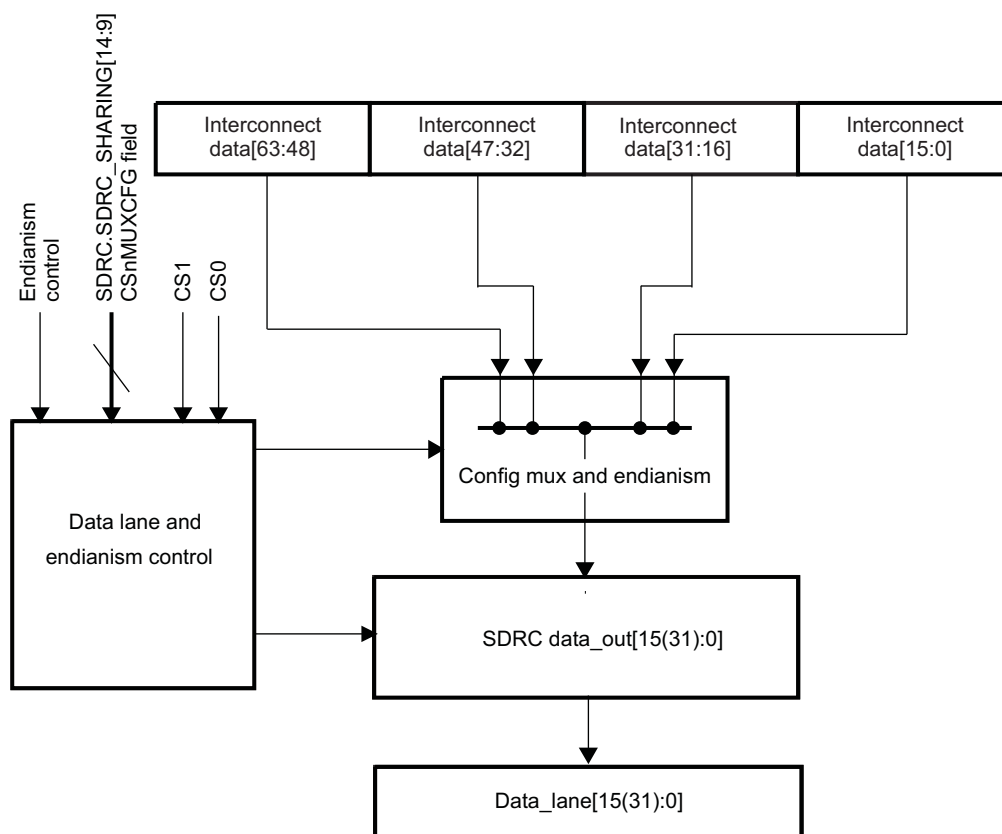 Endianism
control
SDRC.SDRC_SHARING[14:9]
CSnMUXCFG field
CS1
CS0
Interconnect
data[63:48]
Interconnect
data[47:32]
Interconnect
data[31:16]
Interconnect
data[15:0]
Config mux and endianism
Data lane and
endianism control
SDRC data_out[15(31):0]
Data_lane[15(31):0]